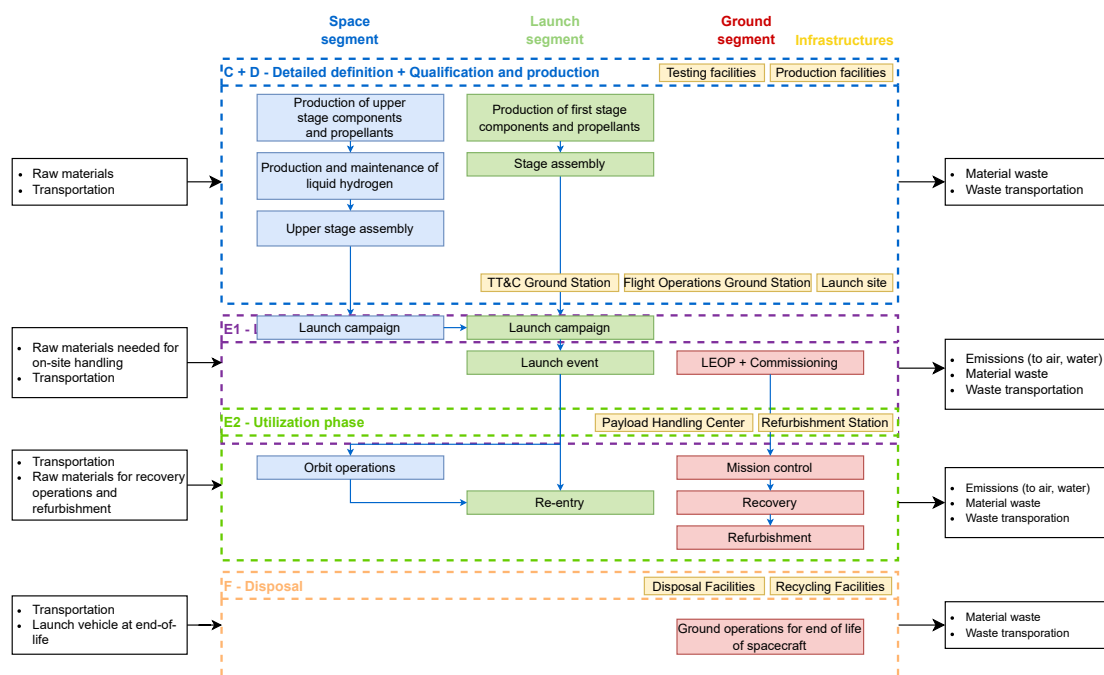 Space
segment
Launch
segment
Ground
segment
Infrastructures
C + D - Detailed definition + Qualification and production
Testing facilities
Production facilities
Production of upper
stage components
and propellants
Production of first stage
components and propellants
Production and maintenance of
liquid hydrogen
Stage assembly
Upper stage assembly
• Raw materials
• Transportation
• Material waste
• Waste transportation
TT&C Ground Station
Flight Operations Ground Station
Launch site
E1 -
Launch campaign
Launch campaign
Launch event
LEOP + Commissioning
• Raw materials needed for
on-site handling
• Transportation
• Emissions (to air, water)
• Material waste
• Waste transportation
E2 - Utilization phase
Payload Handling Center
Refurbishment Station
Orbit operations
Mission control
Re-entry
Recovery
Refurbishment
• Transportation
• Raw materials for recovery
operations and
refurbishment
• Emissions (to air, water)
• Material waste
• Waste transporation
F - Disposal
Disposal Facilities
Recycling Facilities
Ground operations for end of life
of spacecraft
• Transportation
• Launch vehicle at end-of-
life
• Material waste
• Waste transporation